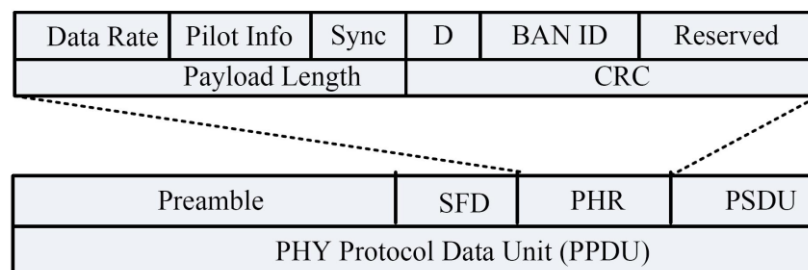 Data Rate Pilot Info Sync D BAN ID Reserved
Payload Length CRC
Preamble SFD PHR PSDU
PHY Protocol Data Unit (PPDU)